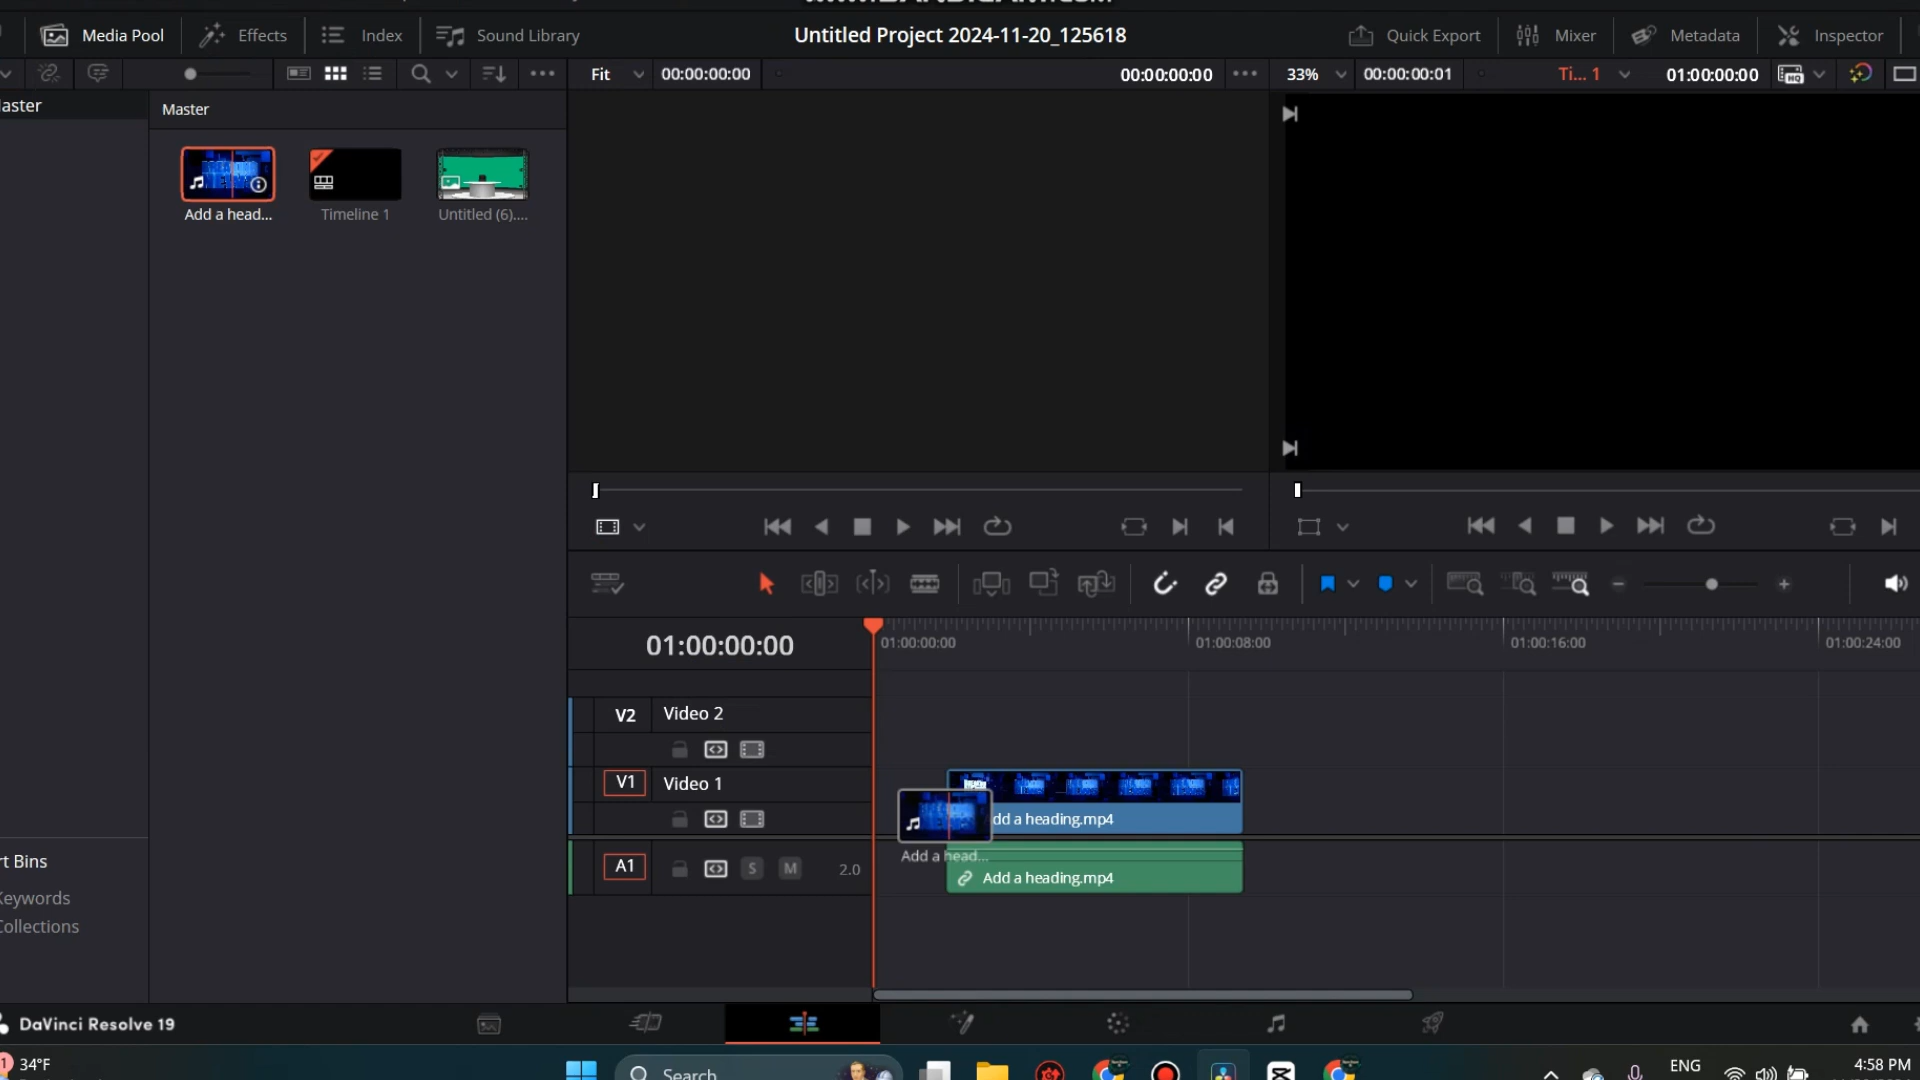 Media Pool Effects Index Sound Library Untitled Project 2024-11-20_125618 Quick Export Mixer Metadata Inspector
Fit 00:00:00:00 00:00:00:00 33% 00:00:00:01 Ti... 1 01:00:00:00
aster Master
Add a head... Timeline 1 Untitled (6)....
01:00:00:00 01:00:00:00 01:00:08:00 01:00:16:00 01:00:24:00
V2 Video 2
V1 Video 1
dd a heading.mp4
Add a head...
A1 S M 2.0 Add a heading.mp4
rt Bins
Keywords
Collections
DaVinci Resolve 19
1 34°F Search ENG 4:58 PM